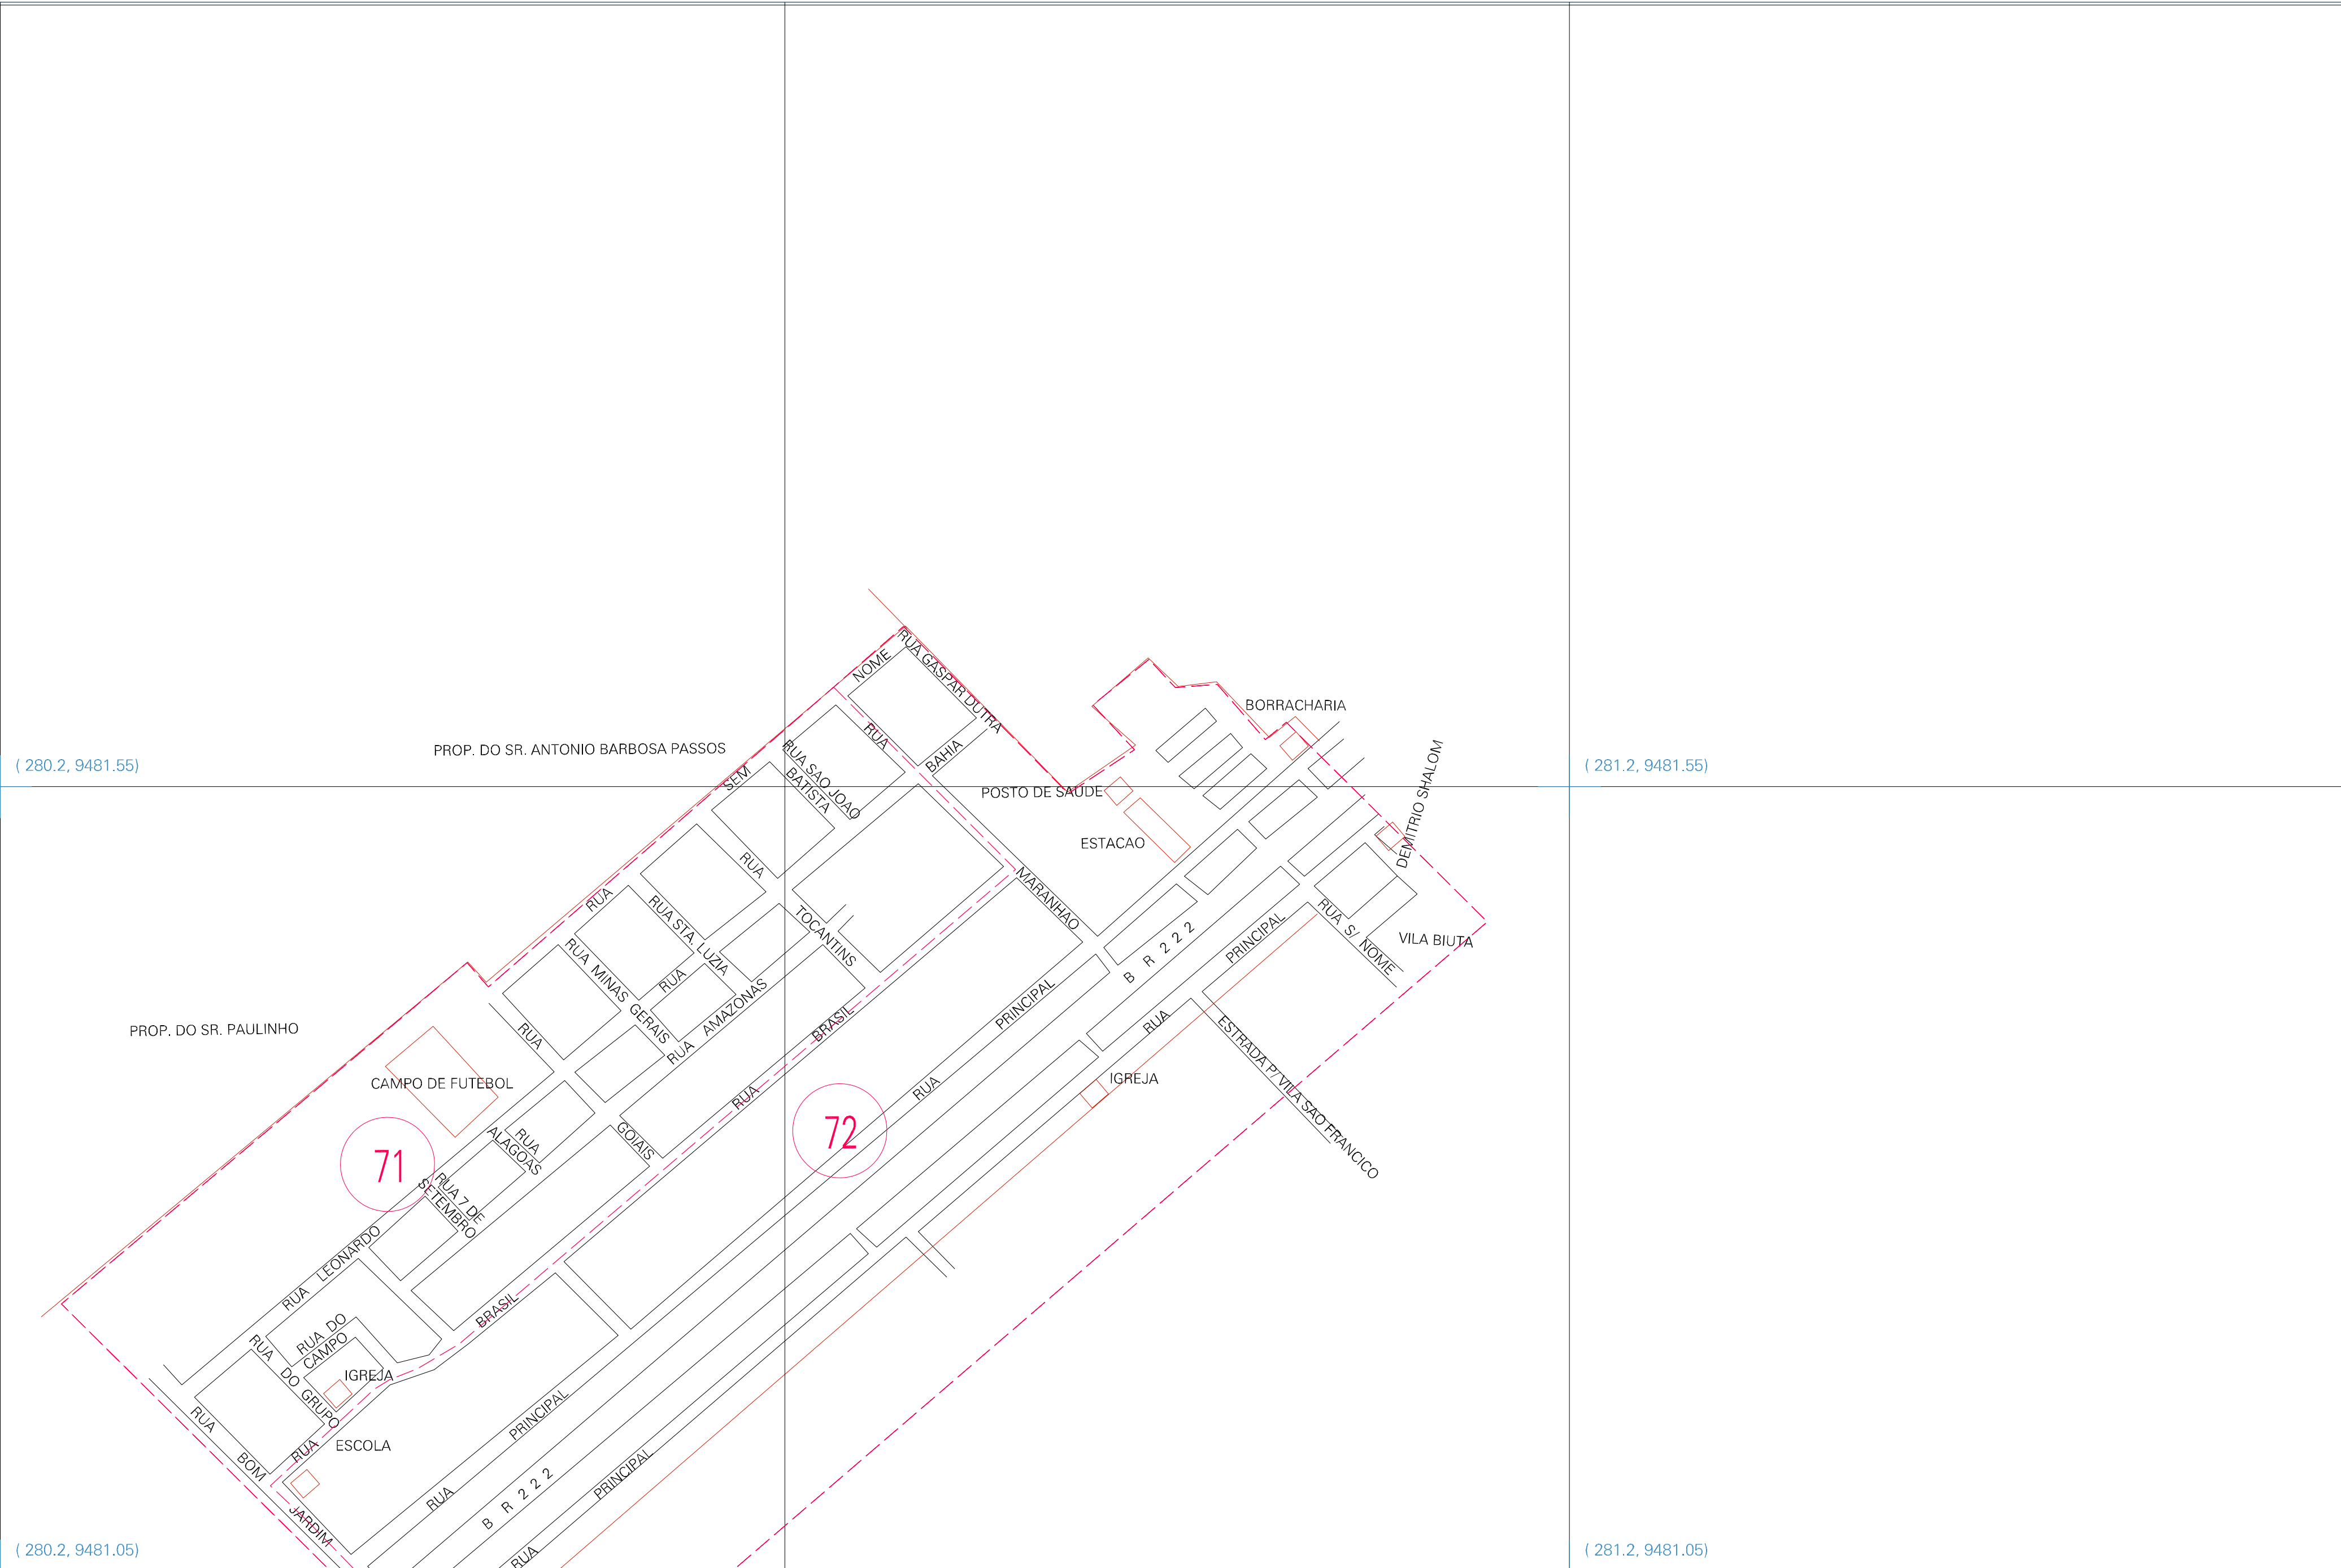 RUA GASPAR DUTRA
NOME
BORRACHARIA
RUA
BAHIA
PROP. DO SR. ANTONIO BARBOSA PASSOS
( 280.2, 9481.55)
( 281.2, 9481.55)
RUA SAO JOAO
BATISTA
SEM
POSTO DE SAUDE
DEMITRIO SHALOM
ESTACAO
RUA
RUA
MARANHAO
RUA STA. LUZIA
TOCANTINS
RUA S/ NOME
VILA BIUTA
PRINCIPAL
B R 2 2 2
RUA MINAS GERAIS
RUA
AMAZONAS
RUA
PRINCIPAL
BRASIL
RUA
RUA
PROP. DO SR. PAULINHO
ESTRADA P/ VILA SAO FRANCICO
CAMPO DE FUTEBOL
IGREJA
RUA
RUA
72
71
GOIAIS
RUA
ALAGOAS
RUA 7 DE
SETEMBRO
LEONARDO
RUA
BRASIL
RUA DO
CAMPO
RUA
DO GRUPO
IGREJA
RUA
BOM
JARDIM
RUA
ESCOLA
PRINCIPAL
RUA
B R 2 2 2
PRINCIPAL
RUA
( 280.2, 9481.05)
( 281.2, 9481.05)